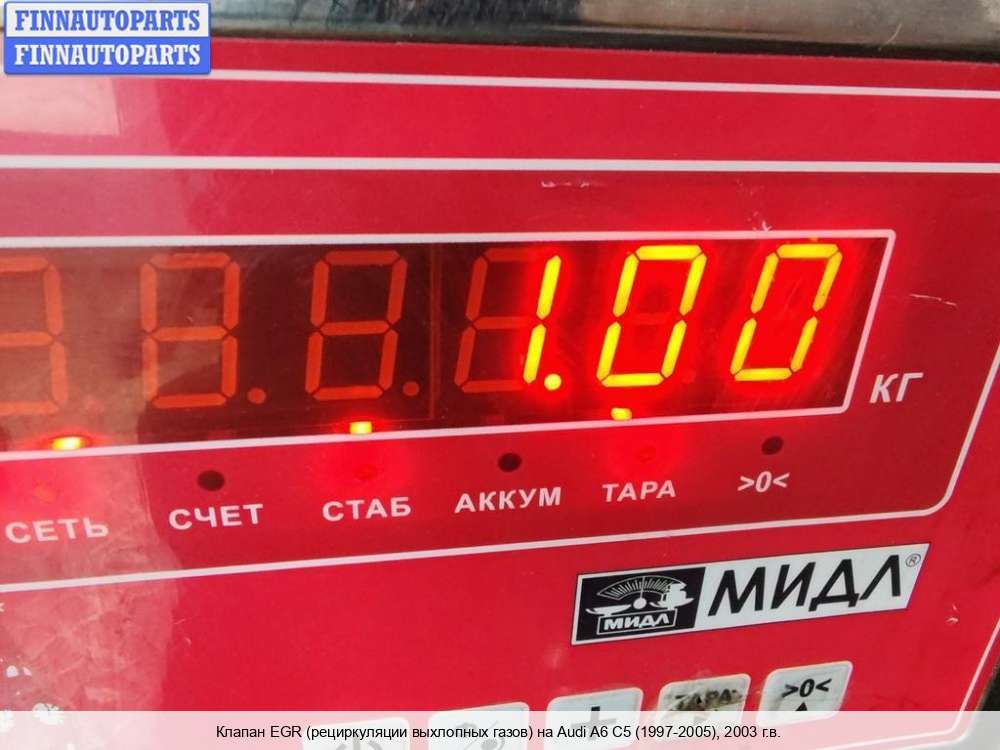 FINNAUTOPARTS
FINNAUTOPARTS
1.00
КГ
СЕТЬ СЧЕТ СТАБ АККУМ ТАРА >0<
МИДЛ МИДЛ®
ТАРА >0<
Клапан EGR (рециркуляции выхлопных газов) на Audi A6 C5 (1997-2005), 2003 г.в.